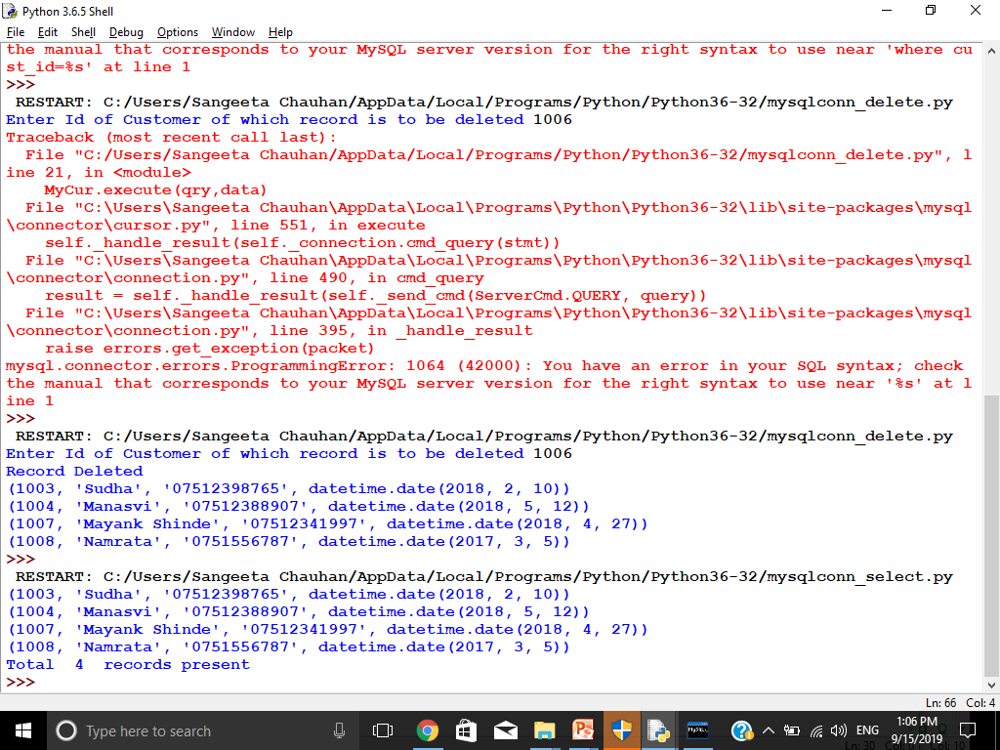 Python 3.6.5 Shell
File Edit Shell Debug Options Window Help
the manual that corresponds to your MySQL server version for the right syntax to use near 'where cu
st_id=%s' at line 1
>>>
 RESTART: C:/Users/Sangeeta Chauhan/AppData/Local/Programs/Python/Python36-32/mysqlconn_delete.py
Enter Id of Customer of which record is to be deleted 1006
Traceback (most recent call last):
  File "C:/Users/Sangeeta Chauhan/AppData/Local/Programs/Python/Python36-32/mysqlconn_delete.py", l
ine 21, in <module>
    MyCur.execute(qry,data)
  File "C:\Users\Sangeeta Chauhan\AppData\Local\Programs\Python\Python36-32\lib\site-packages\mysql
\connector\cursor.py", line 551, in execute
    self._handle_result(self._connection.cmd_query(stmt))
  File "C:\Users\Sangeeta Chauhan\AppData\Local\Programs\Python\Python36-32\lib\site-packages\mysql
\connector\connection.py", line 490, in cmd_query
    result = self._handle_result(self._send_cmd(ServerCmd.QUERY, query))
  File "C:\Users\Sangeeta Chauhan\AppData\Local\Programs\Python\Python36-32\lib\site-packages\mysql
\connector\connection.py", line 395, in _handle_result
    raise errors.get_exception(packet)
mysql.connector.errors.ProgrammingError: 1064 (42000): You have an error in your SQL syntax; check
the manual that corresponds to your MySQL server version for the right syntax to use near '%s' at l
ine 1
>>>
 RESTART: C:/Users/Sangeeta Chauhan/AppData/Local/Programs/Python/Python36-32/mysqlconn_delete.py
Enter Id of Customer of which record is to be deleted 1006
Record Deleted
(1003, 'Sudha', '07512398765', datetime.date(2018, 2, 10))
(1004, 'Manasvi', '07512388907', datetime.date(2018, 5, 12))
(1007, 'Mayank Shinde', '07512341997', datetime.date(2018, 4, 27))
(1008, 'Namrata', '0751556787', datetime.date(2017, 3, 5))
>>>
 RESTART: C:/Users/Sangeeta Chauhan/AppData/Local/Programs/Python/Python36-32/mysqlconn_select.py
(1003, 'Sudha', '07512398765', datetime.date(2018, 2, 10))
(1004, 'Manasvi', '07512388907', datetime.date(2018, 5, 12))
(1007, 'Mayank Shinde', '07512341997', datetime.date(2018, 4, 27))
(1008, 'Namrata', '0751556787', datetime.date(2017, 3, 5))
Total  4  records present
>>>
Ln: 66 Col: 4
Type here to search
MySQL
ENG
1:06 PM
9/15/2019